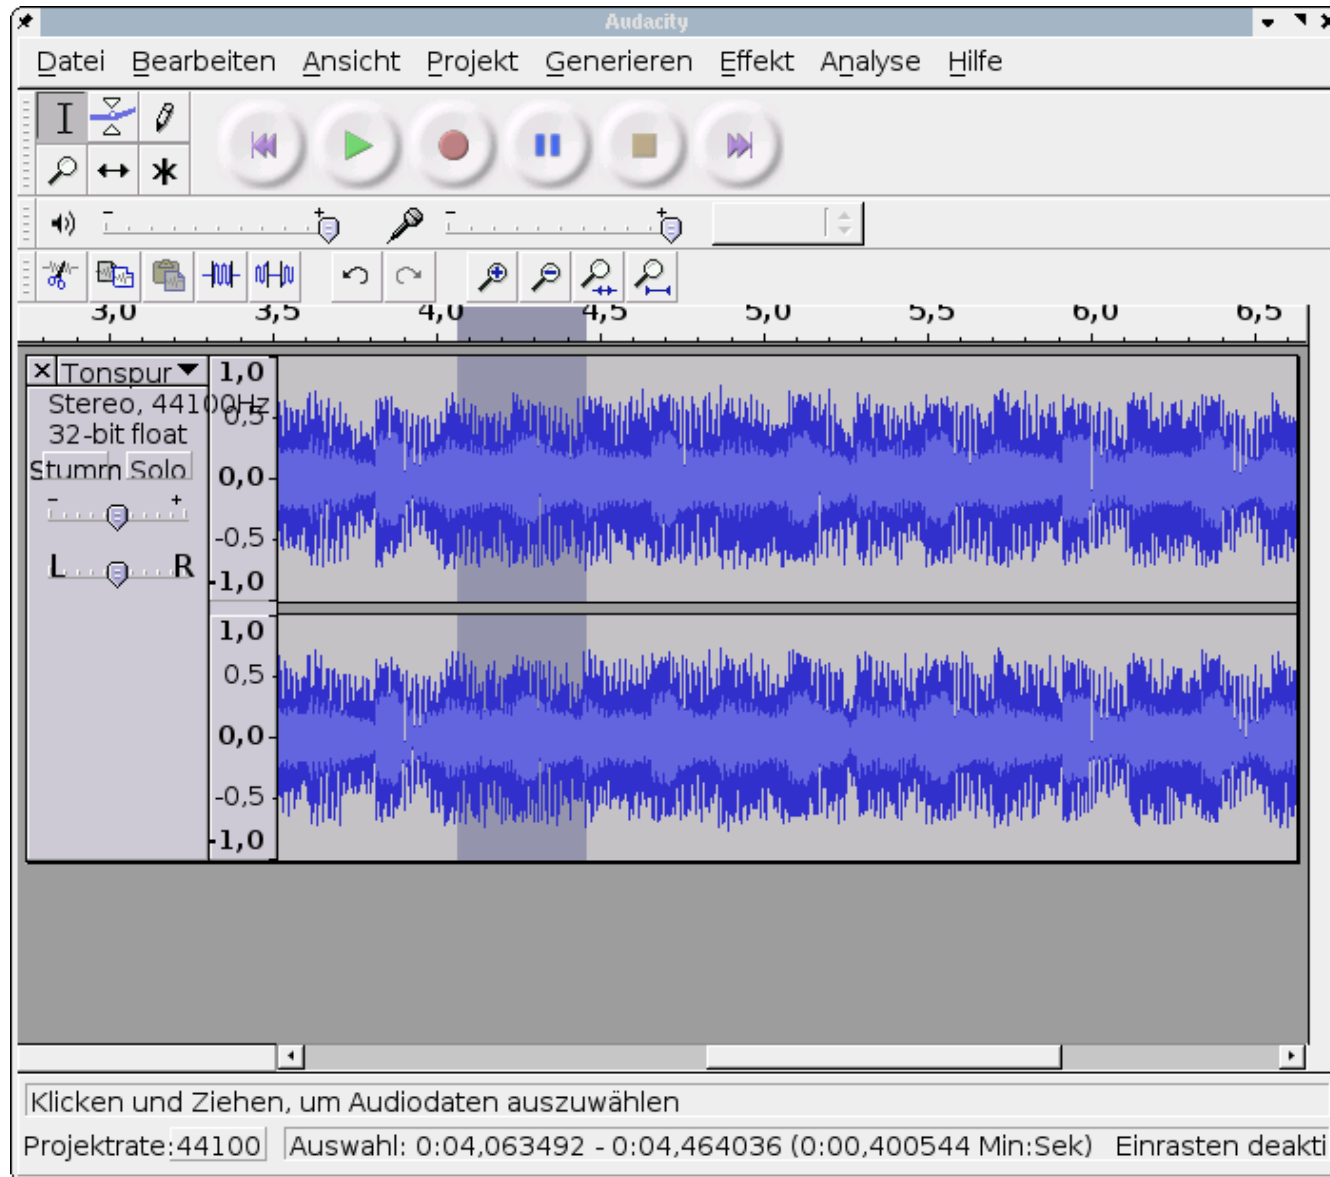 Audacity
Datei Bearbeiten Ansicht Projekt Generieren Effekt Analyse Hilfe
- + - +
3,0 3,5 4,0 4,5 5,0 5,5 6,0 6,5
Tonspur
Stereo, 44100Hz
32-bit float
Stumm Solo
- +
L R
1,0
0,5
0,0
-0,5
-1,0
1,0
0,5
0,0
-0,5
-1,0
Klicken und Ziehen, um Audiodaten auszuwählen
Projektrate: 44100 Auswahl: 0:04,063492 - 0:04,464036 (0:00,400544 Min:Sek) Einrasten deakti